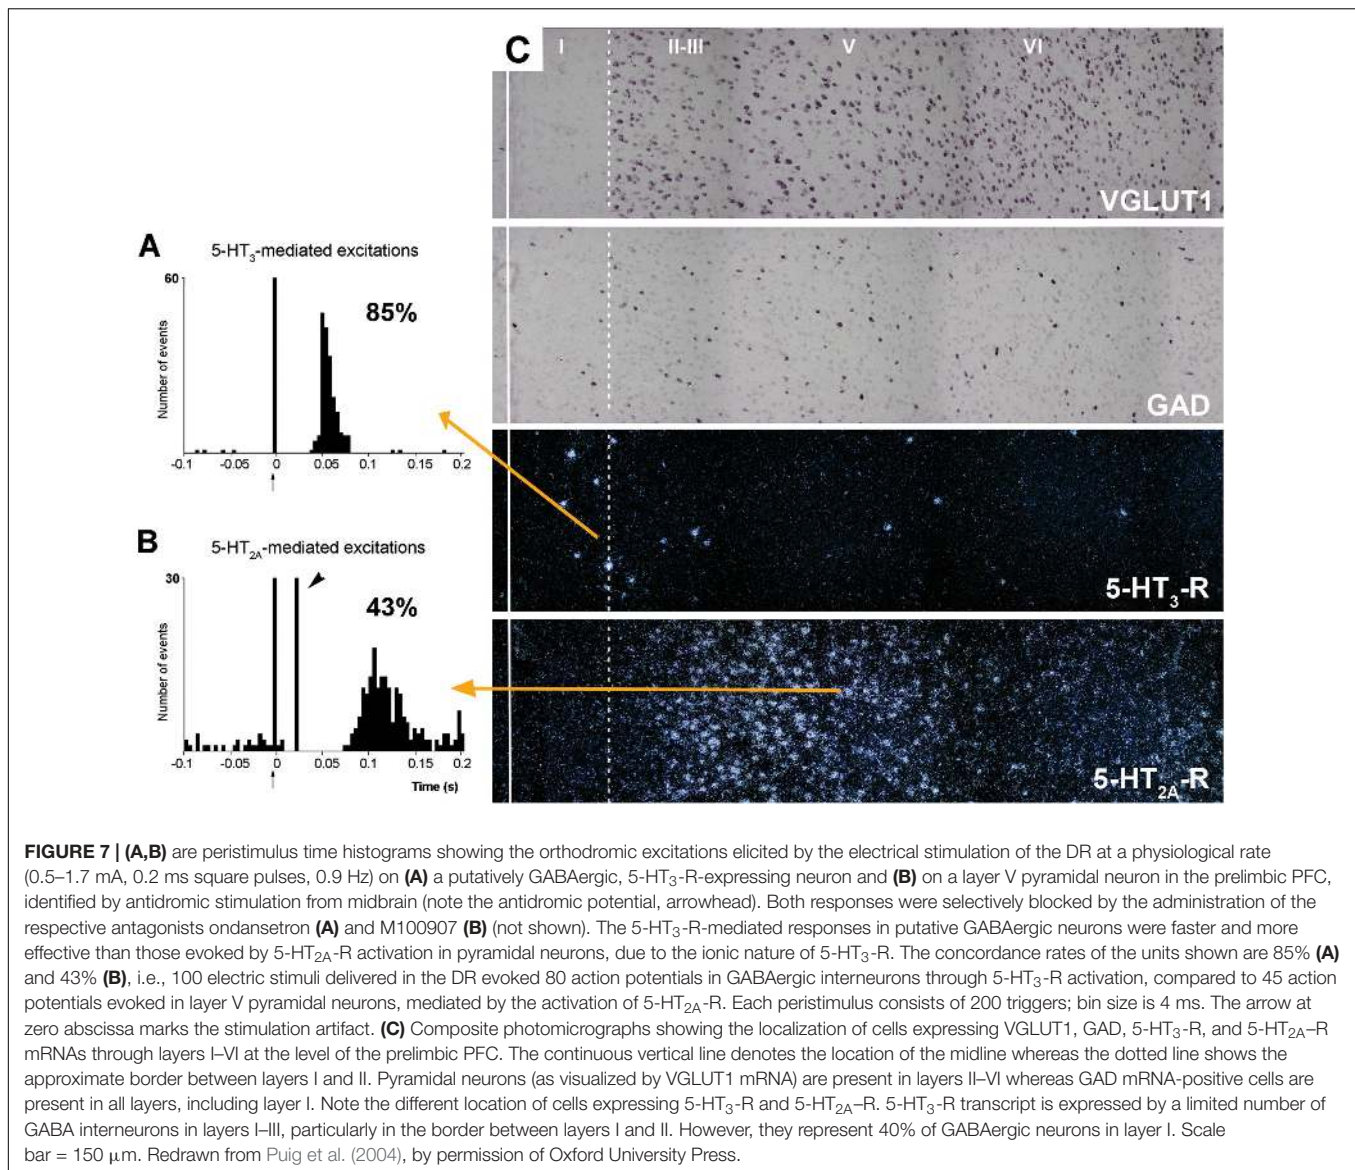 C
I
II-III
V
VI
VGLUT1
GAD
5-HT₃-R
5-HT₂A-R
A
5-HT₃-mediated excitations
60
85%
Number of events
-0.1
-0.05
0
0.05
0.1
0.15
0.2
B
5-HT₂A-mediated excitations
30
43%
Number of events
-0.1
-0.05
0
0.05
0.1
0.15
0.2
Time (s)
FIGURE 7 | (A,B) are peristimulus time histograms showing the orthodromic excitations elicited by the electrical stimulation of the DR at a physiological rate
(0.5–1.7 mA, 0.2 ms square pulses, 0.9 Hz) on (A) a putatively GABAergic, 5-HT₃-R-expressing neuron and (B) on a layer V pyramidal neuron in the prelimbic PFC,
identified by antidromic stimulation from midbrain (note the antidromic potential, arrowhead). Both responses were selectively blocked by the administration of the
respective antagonists ondansetron (A) and M100907 (B) (not shown). The 5-HT₃-R-mediated responses in putative GABAergic neurons were faster and more
effective than those evoked by 5-HT₂A-R activation in pyramidal neurons, due to the ionic nature of 5-HT₃-R. The concordance rates of the units shown are 85% (A)
and 43% (B), i.e., 100 electric stimuli delivered in the DR evoked 80 action potentials in GABAergic interneurons through 5-HT₃-R activation, compared to 45 action
potentials evoked in layer V pyramidal neurons, mediated by the activation of 5-HT₂A-R. Each peristimulus consists of 200 triggers; bin size is 4 ms. The arrow at
zero abscissa marks the stimulation artifact. (C) Composite photomicrographs showing the localization of cells expressing VGLUT1, GAD, 5-HT₃-R, and 5-HT₂A–R
mRNAs through layers I–VI at the level of the prelimbic PFC. The continuous vertical line denotes the location of the midline whereas the dotted line shows the
approximate border between layers I and II. Pyramidal neurons (as visualized by VGLUT1 mRNA) are present in layers II–VI whereas GAD mRNA-positive cells are
present in all layers, including layer I. Note the different location of cells expressing 5-HT₃-R and 5-HT₂A–R. 5-HT₃-R transcript is expressed by a limited number of
GABA interneurons in layers I–III, particularly in the border between layers I and II. However, they represent 40% of GABAergic neurons in layer I. Scale
bar = 150 μm. Redrawn from Puig et al. (2004), by permission of Oxford University Press.